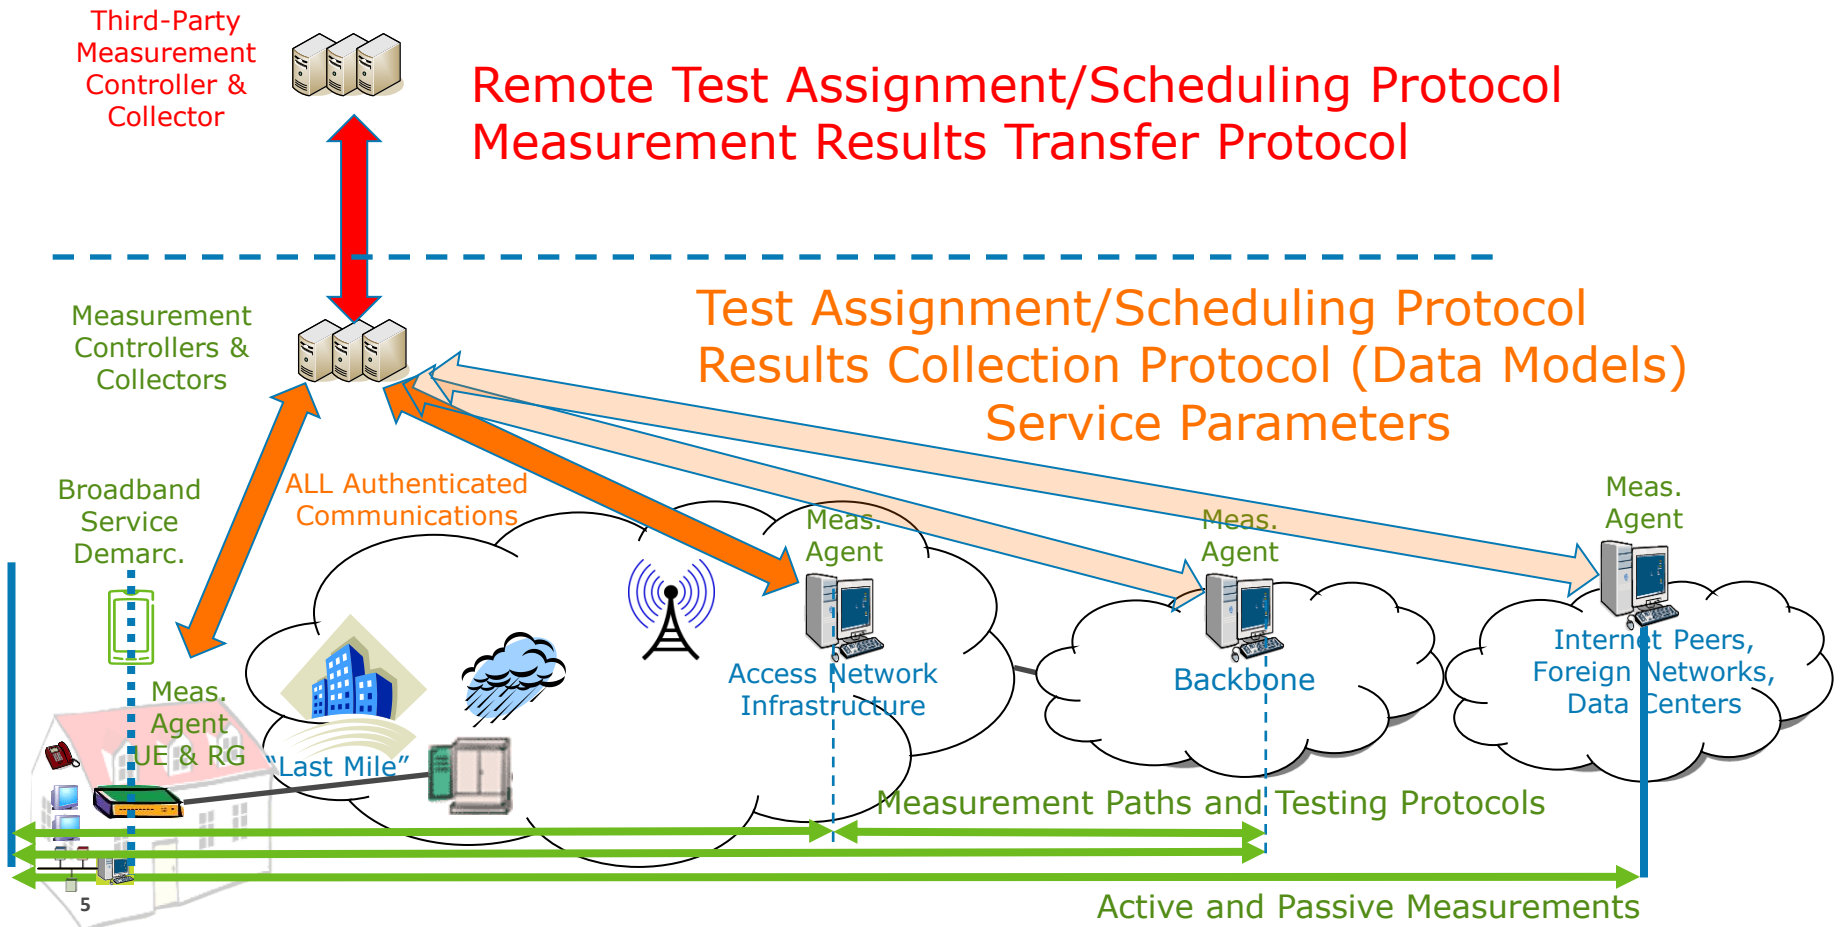 Third-Party
Measurement
Controller &
Collector
Remote Test Assignment/Scheduling Protocol
Measurement Results Transfer Protocol
Measurement
Controllers &
Collectors
Test Assignment/Scheduling Protocol
Results Collection Protocol (Data Models)
Service Parameters
Broadband
Service
Demarc.
ALL Authenticated
Communications
Meas.
Agent
Meas.
Agent
Meas.
Agent
Meas.
Agent
UE & RG
"Last Mile"
Access Network
Infrastructure
Backbone
Internet Peers,
Foreign Networks,
Data Centers
Measurement Paths and Testing Protocols
Active and Passive Measurements
5